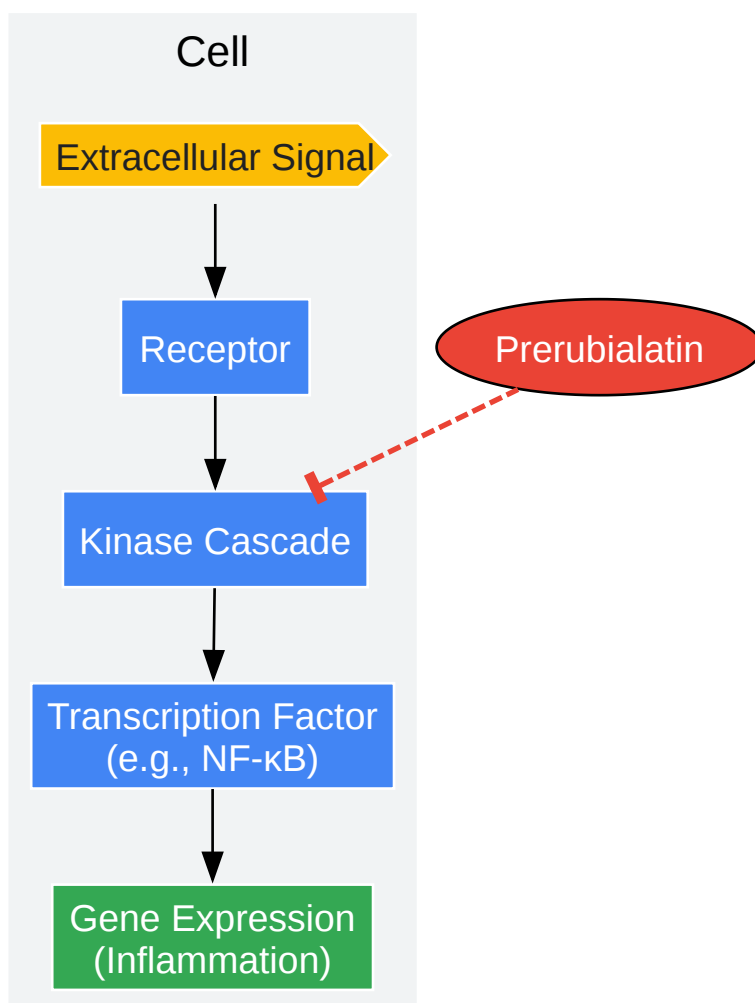 Cell
Extracellular Signal
Receptor
Prerubialatin
Kinase Cascade
Transcription Factor
(e.g., NF-κB)
Gene Expression
(Inflammation)